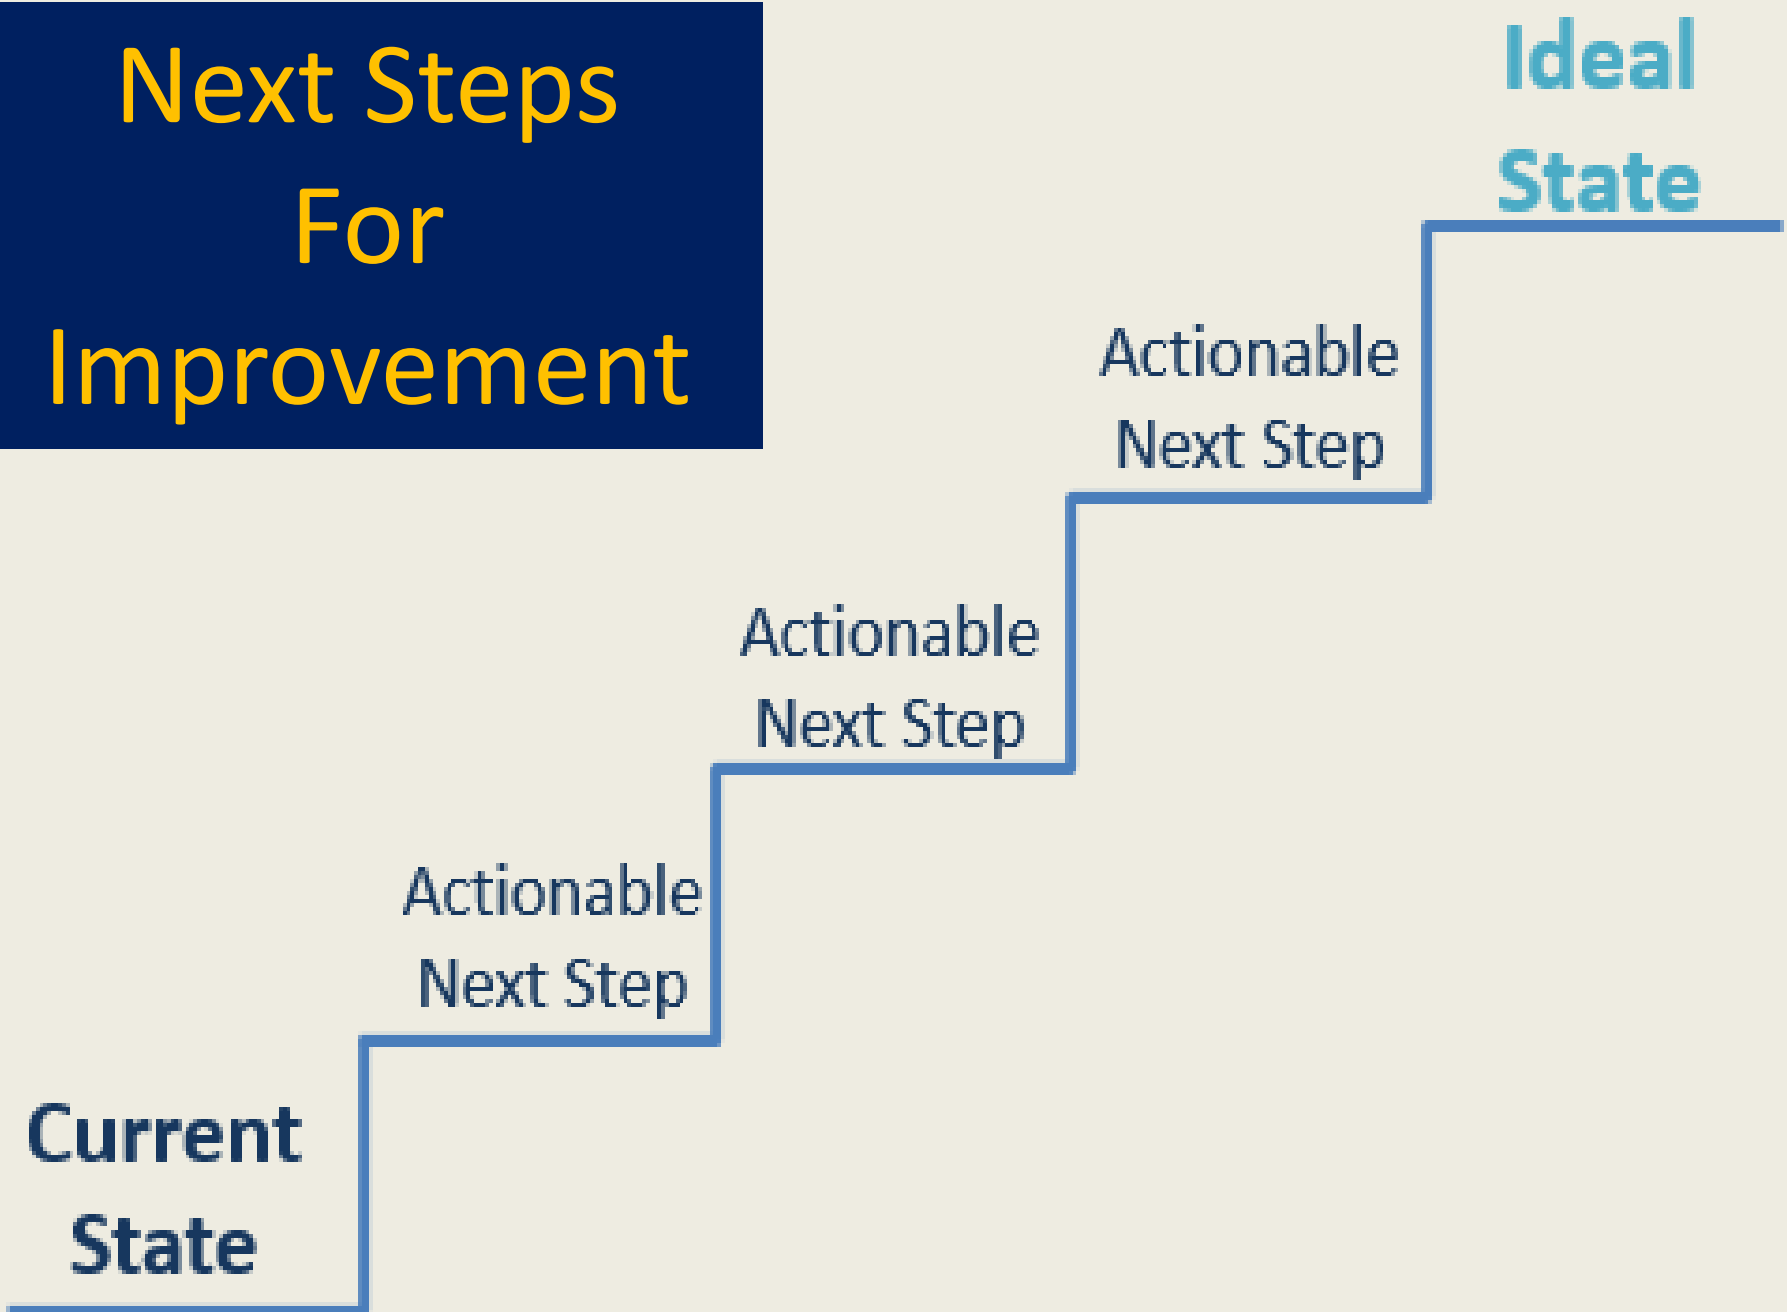 Next Steps
For
Improvement
Ideal
State
Actionable
Next Step
Actionable
Next Step
Actionable
Next Step
Current
State